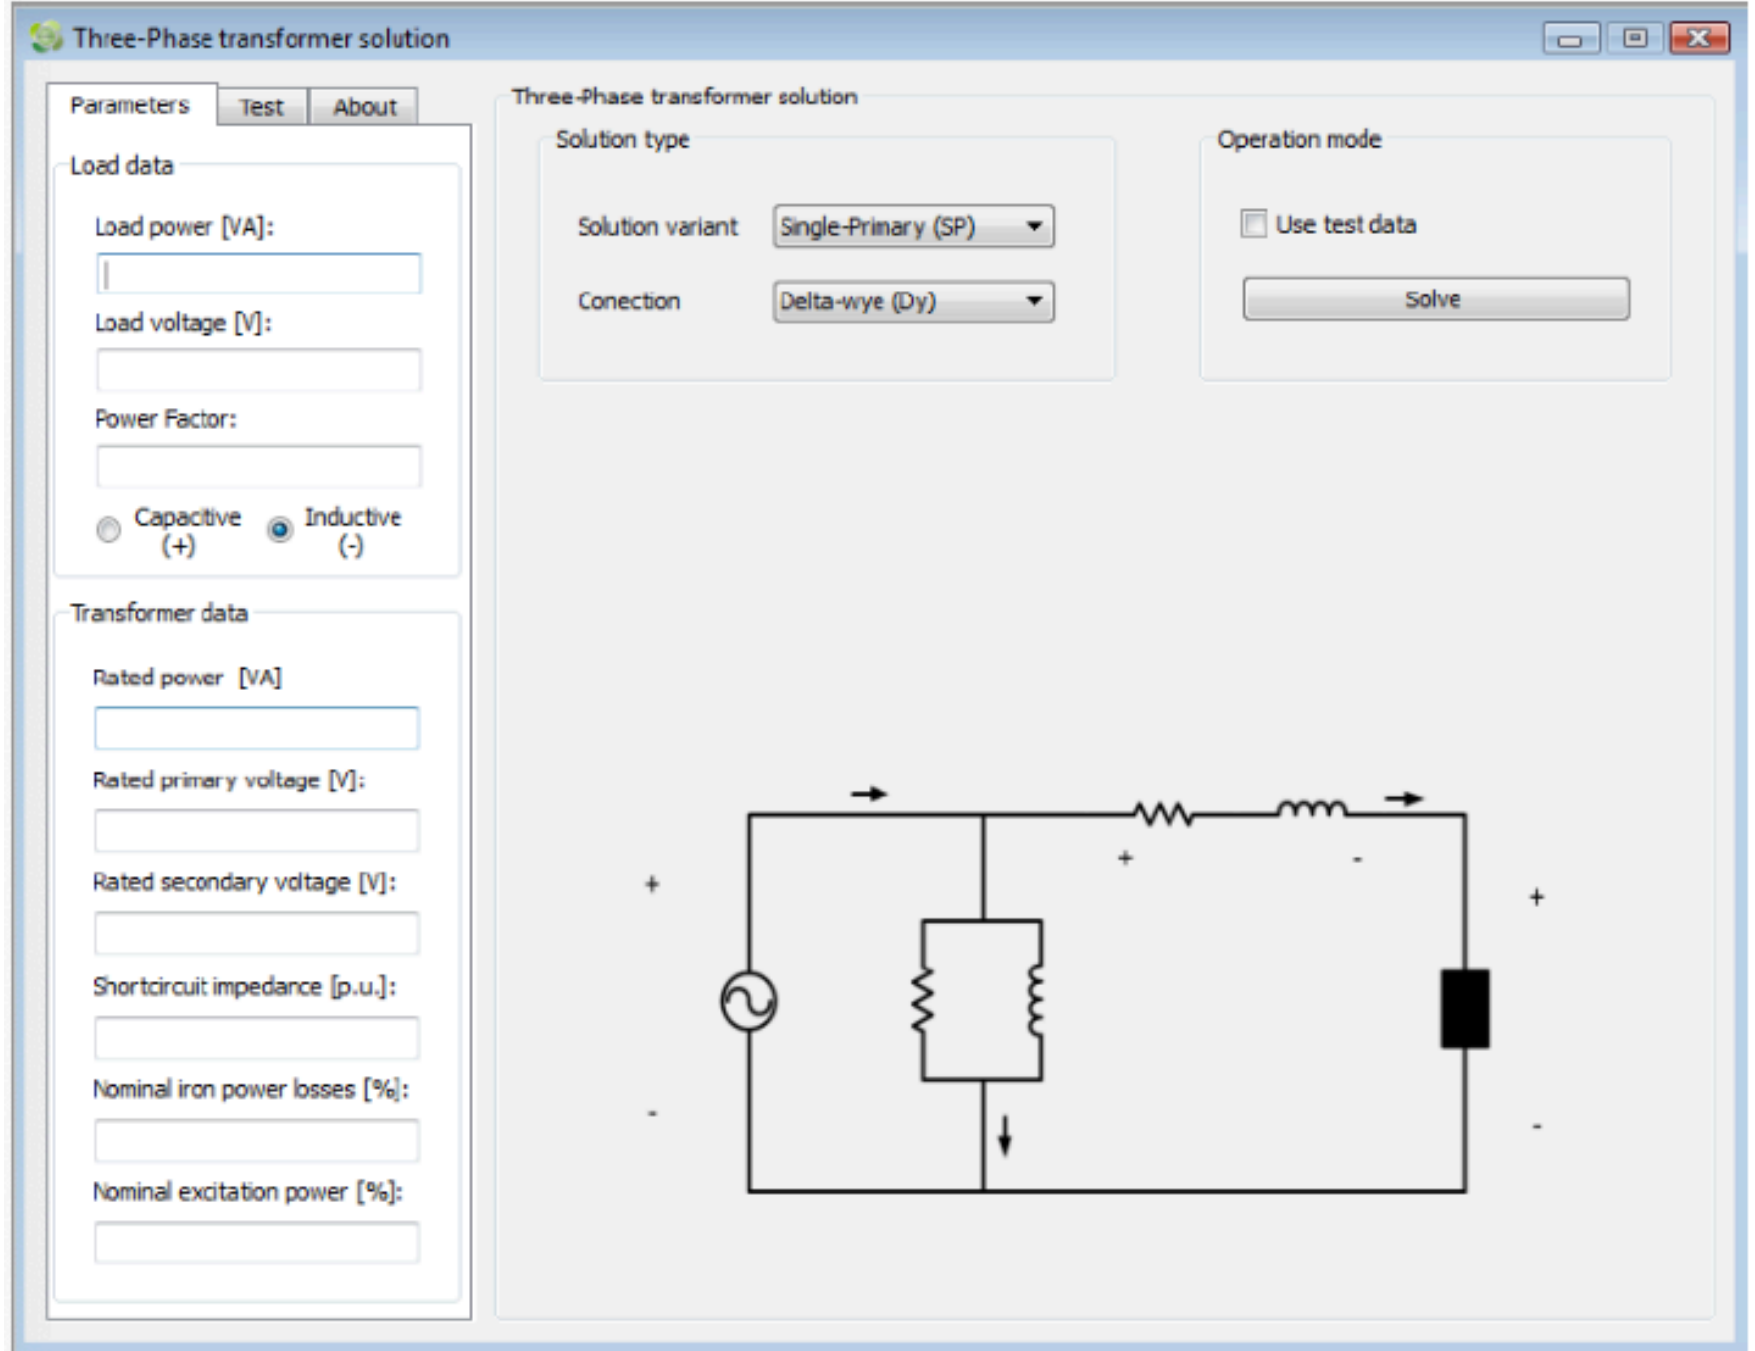 Three-Phase transformer solution
Parameters
Test
About
Load data
Load power [VA]:
Load voltage [V]:
Power Factor:
Capacitive
(+)
Inductive
(-)
Transformer data
Rated power [VA]
Rated primary voltage [V]:
Rated secondary voltage [V]:
Shortcircuit impedance [p.u.]:
Nominal iron power losses [%]:
Nominal excitation power [%]:
Three-Phase transformer solution
Solution type
Solution variant
Single-Primary (SP)
Conection
Delta-wye (Dy)
Operation mode
Use test data
Solve
+
-
+
-
+
-